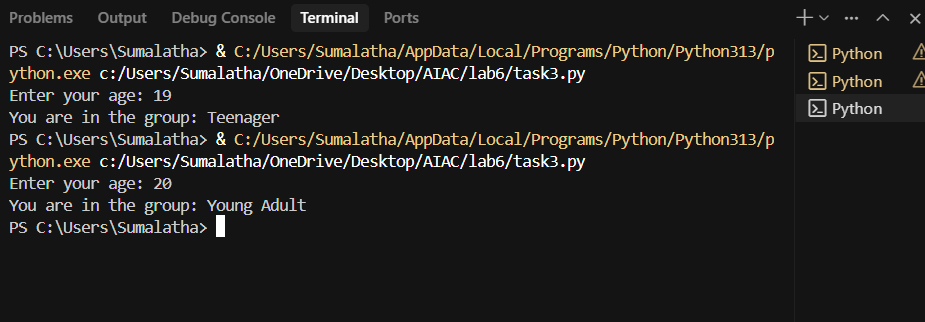 Problems Output Debug Console Terminal Ports
PS C:\Users\Sumalatha> & C:/Users/Sumalatha/AppData/Local/Programs/Python/Python313/p
ython.exe c:/Users/Sumalatha/OneDrive/Desktop/AIAC/lab6/task3.py
Enter your age: 19
You are in the group: Teenager
PS C:\Users\Sumalatha> & C:/Users/Sumalatha/AppData/Local/Programs/Python/Python313/p
ython.exe c:/Users/Sumalatha/OneDrive/Desktop/AIAC/lab6/task3.py
Enter your age: 20
You are in the group: Young Adult
PS C:\Users\Sumalatha>
Python
Python
Python